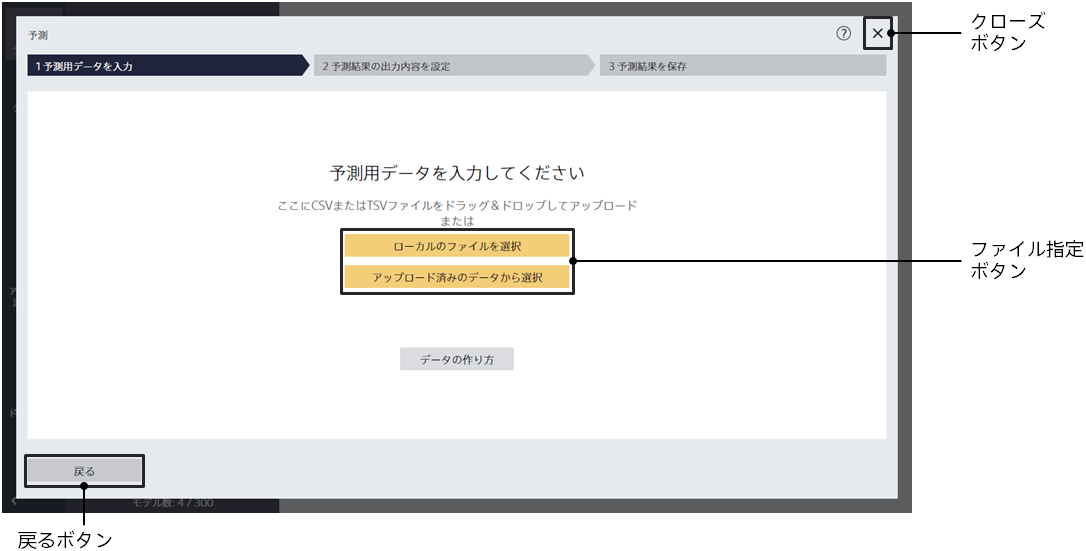 予測
クローズ
ボタン
1 予測用データを入力
2 予測結果の出力内容を設定
3 予測結果を保存
予測用データを入力してください
ここにCSVまたはTSVファイルをドラッグ＆ドロップしてアップロード
または
ローカルのファイルを選択
アップロード済みのデータから選択
ファイル指定
ボタン
データの作り方
戻る
モデル数: 4 / 300
戻るボタン